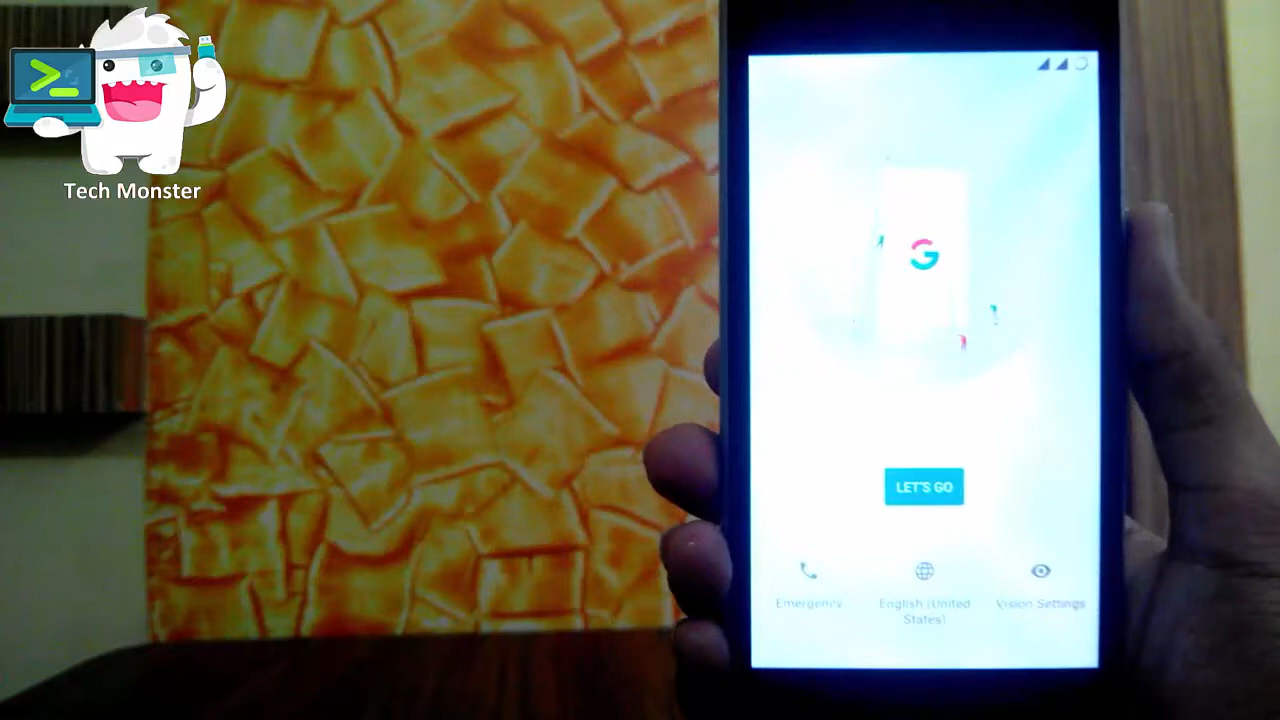 Tech Monster
LET'S GO
Emergency
English (United
States)
Vision Settings